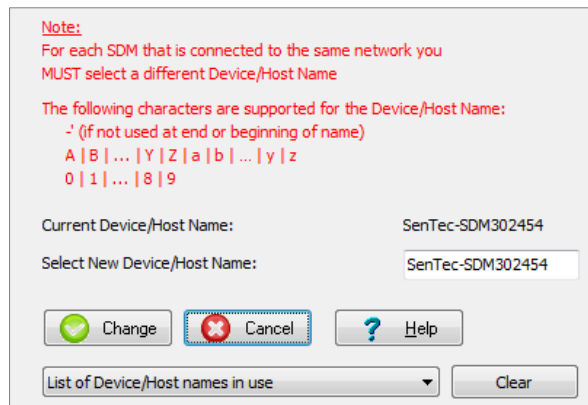 Note:
For each SDM that is connected to the same network you
MUST select a different Device/Host Name
The following characters are supported for the Device/Host Name:
-' (if not used at end or beginning of name)
A | B | ... | Y | Z | a | b | ... | y | z
0 | 1 | ... | 8 | 9
Current Device/Host Name: SenTec-SDM302454
Select New Device/Host Name: SenTec-SDM302454
Change Cancel ? Help
List of Device/Host names in use Clear